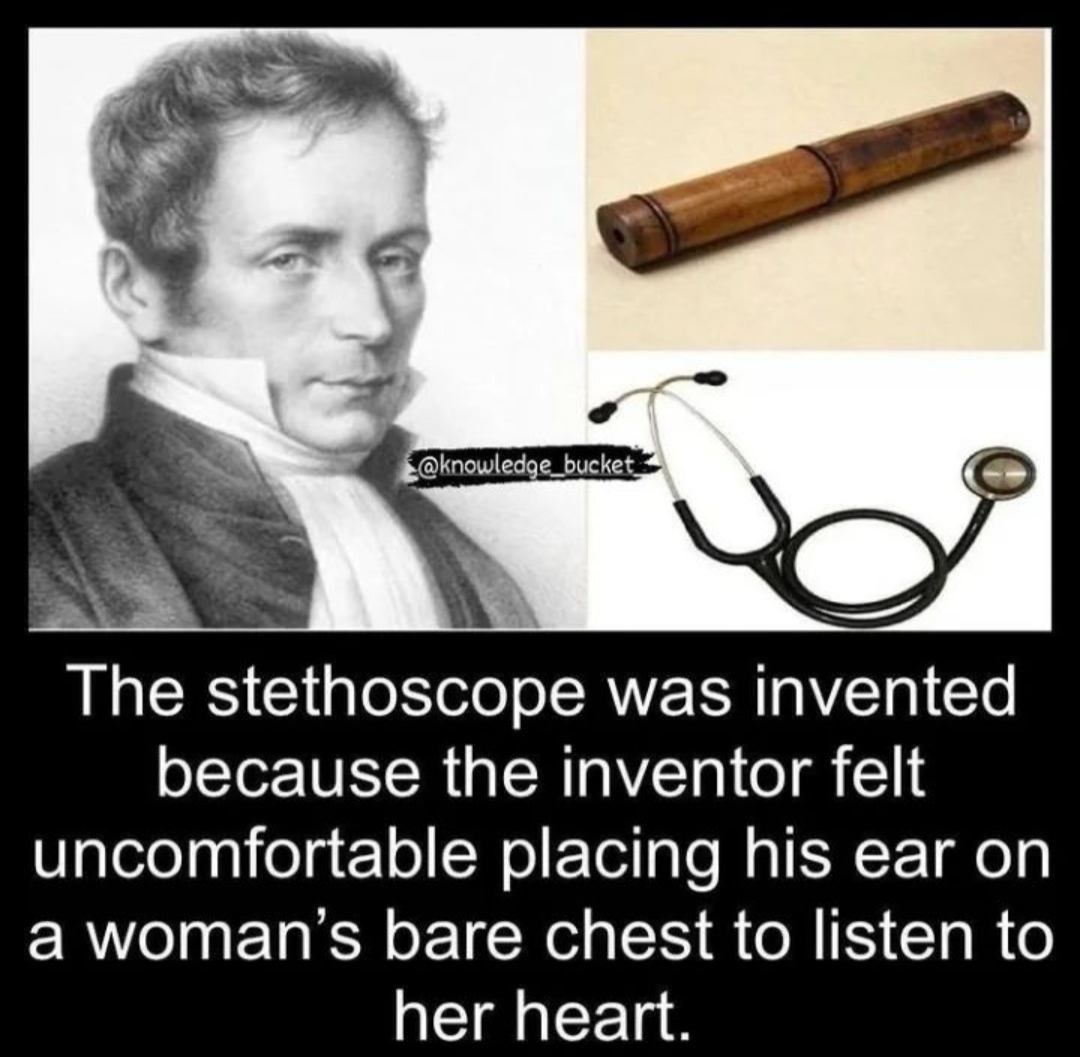 @knowledge_bucket
The stethoscope was invented
because the inventor felt
uncomfortable placing his ear on
a woman’s bare chest to listen to
her heart.